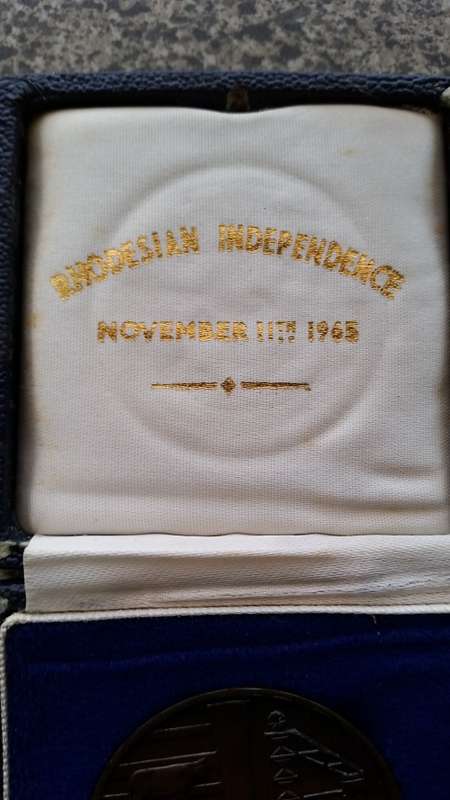 RHODESIAN INDEPENDENCE
NOVEMBER 11TH 1965